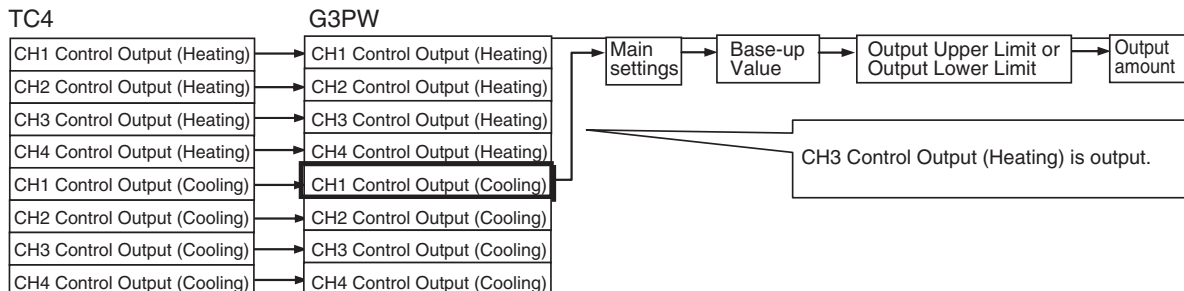 TC4
G3PW
CH1 Control Output (Heating)
CH2 Control Output (Heating)
CH3 Control Output (Heating)
CH4 Control Output (Heating)
CH1 Control Output (Cooling)
CH2 Control Output (Cooling)
CH3 Control Output (Cooling)
CH4 Control Output (Cooling)
CH1 Control Output (Heating)
CH2 Control Output (Heating)
CH3 Control Output (Heating)
CH4 Control Output (Heating)
CH1 Control Output (Cooling)
CH2 Control Output (Cooling)
CH3 Control Output (Cooling)
CH4 Control Output (Cooling)
Main
settings
Base-up
Value
Output Upper Limit or
Output Lower Limit
Output
amount
CH3 Control Output (Heating) is output.